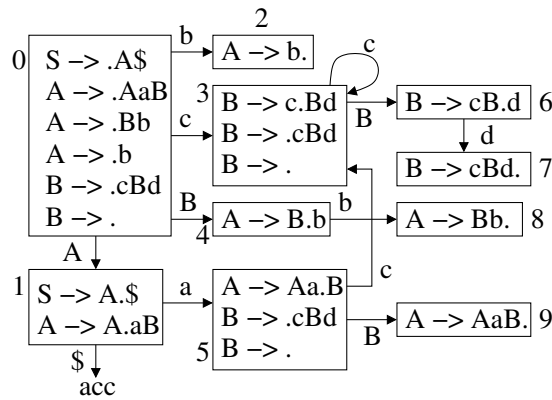 0
S -> .A$
A -> .AaB
A -> .Bb
A -> .b
B -> .cBd
B -> .
b
2
A -> b.
c
3
B -> c.Bd
B -> .cBd
B -> .
c
B
B -> cB.d
6
d
B -> cBd.
7
B
4
A -> B.b
b
A -> Bb.
8
A
1
S -> A.$
A -> A.aB
a
5
A -> Aa.B
B -> .cBd
B -> .
c
B
A -> AaB.
9
$
acc